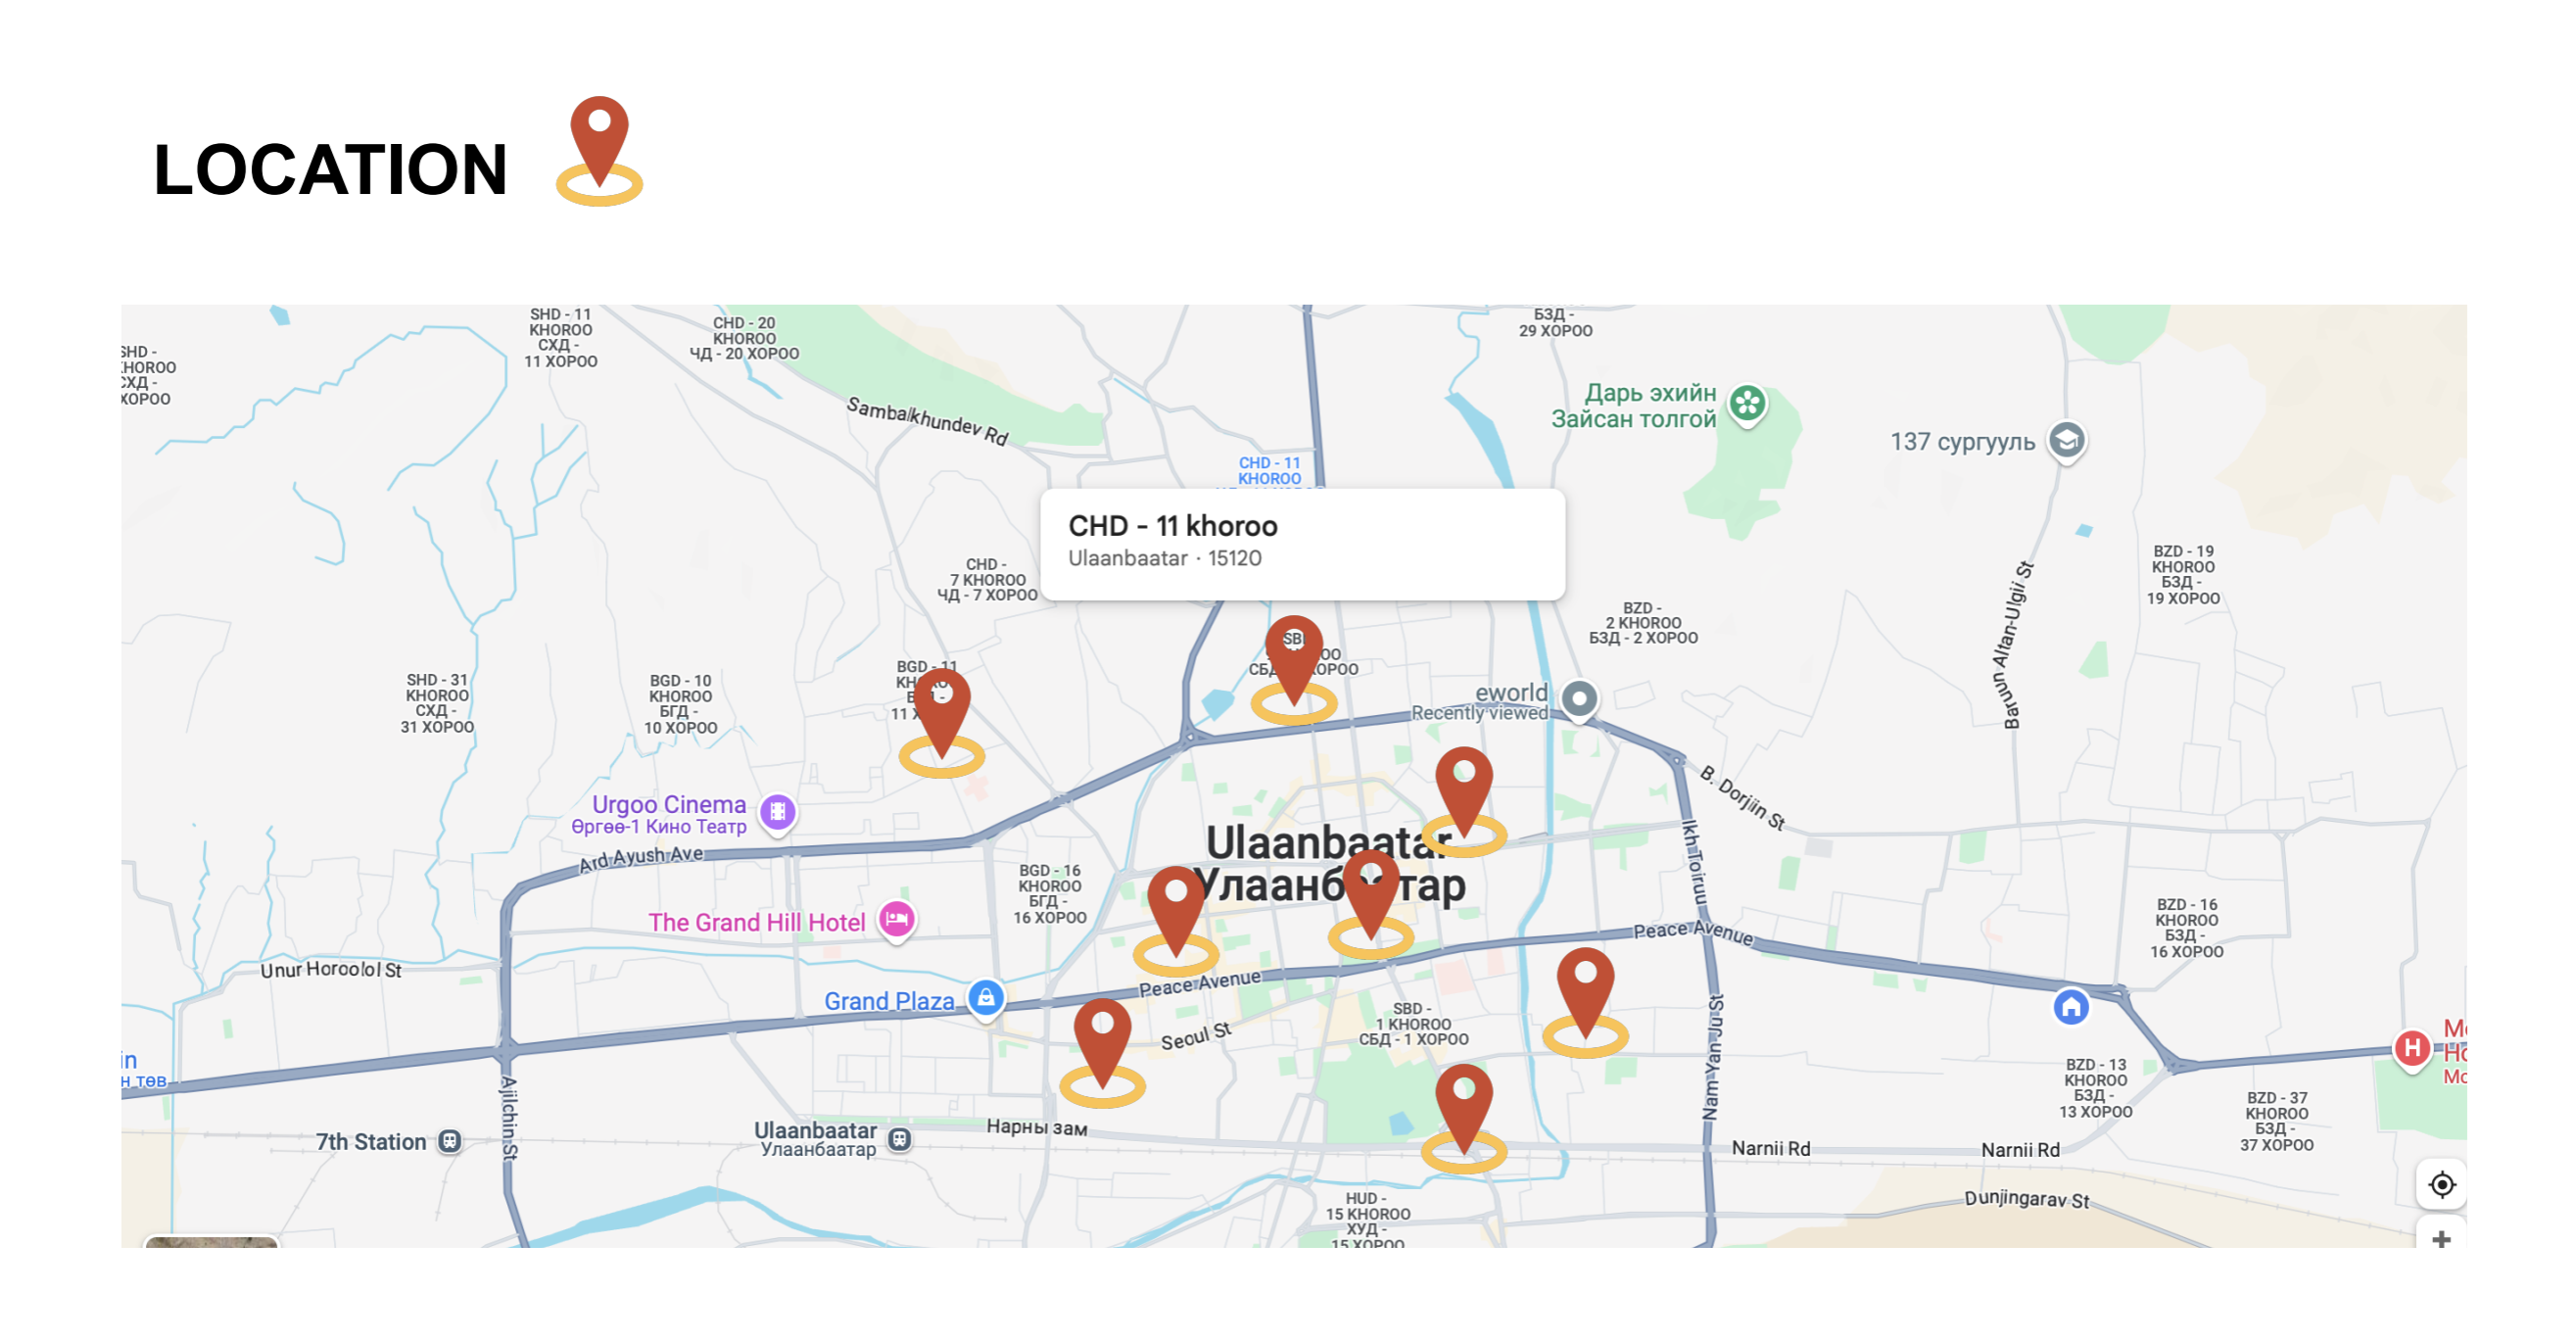 LOCATION
SHD - 11
KHOROO
СХД -
11 ХОРОО
CHD - 20
KHOROO
ЧД - 20 ХОРОО
БЗД -
29 ХОРОО
SHD -
KHOROO
СХД -
ХОРОО
Sambalkhundev Rd
Дарь эхийн
Зайсан толгой
137 сургууль
CHD - 11
KHOROO
CHD - 11 khoroo
Ulaanbaatar · 15120
CHD -
7 KHOROO
ЧД - 7 ХОРОО
BZD - 19
KHOROO
БЗД -
19 ХОРОО
BZD -
2 KHOROO
БЗД - 2 ХОРОО
Baruun Altan-Ulgii St
SHD - 31
KHOROO
СХД -
31 ХОРОО
BGD - 10
KHOROO
БГД -
10 ХОРОО
BGD - 11
11
eworld
Recently viewed
B. Dorjiin St
Urgoo Cinema
Өргөө-1 Кино Театр
Ard Ayush Ave
Ikh Toiruu
Ulaanbaatar
Улаанбаатар
BGD - 16
KHOROO
БГД -
16 ХОРОО
The Grand Hill Hotel
BZD - 16
KHOROO
БЗД -
16 ХОРОО
Peace Avenue
Unur Horoolol St
Peace Avenue
Grand Plaza
SBD -
1 KHOROO
СБД - 1 ХОРОО
Seoul St
Nam Yan Ju St
in
н төв
Ajilchin St
BZD - 13
KHOROO
БЗД -
13 ХОРОО
BZD - 37
KHOROO
БЗД -
37 ХОРОО
H
7th Station
Ulaanbaatar
Улаанбаатар
Нарны зам
Narnii Rd
Narnii Rd
Dunjingarav St
HUD -
15 KHOROO
ХУД -
15 ХОРОО